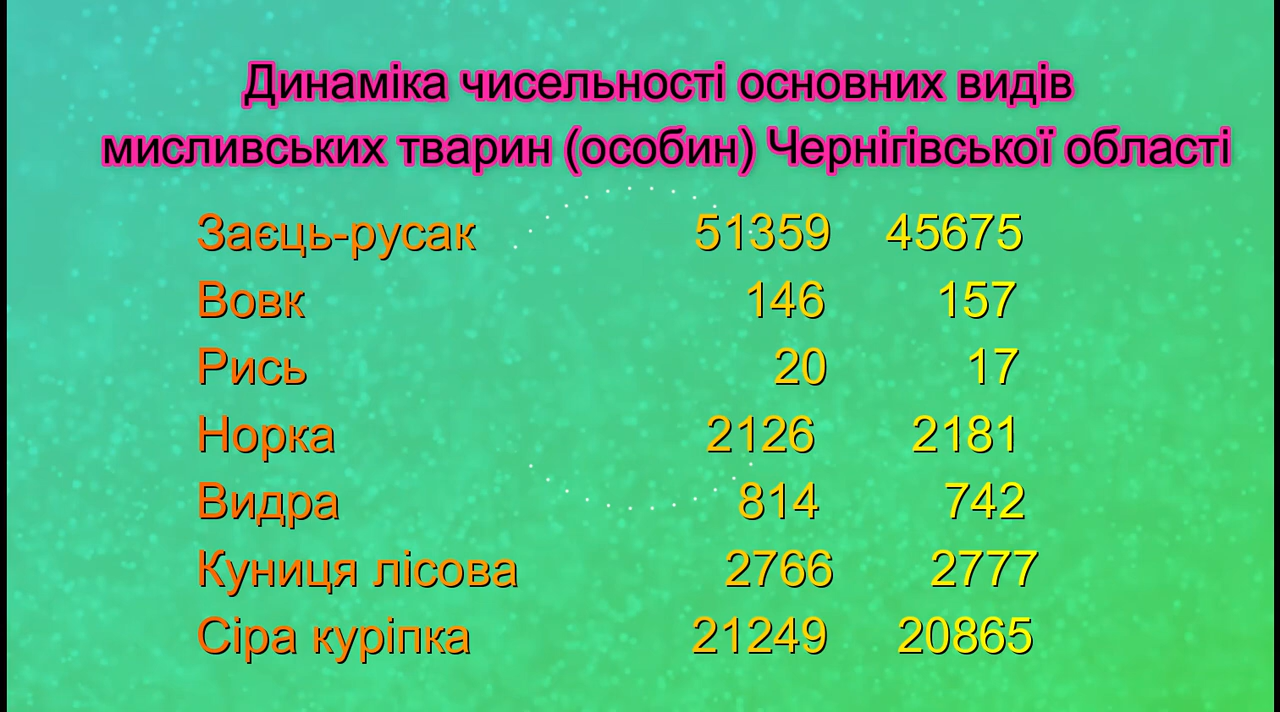 Динаміка чисельності основних видів
мисливських тварин (особин) Чернігівської області
Заєць-русак 51359 45675
Вовк 146 157
Рись 20 17
Норка 2126 2181
Видра 814 742
Куниця лісова 2766 2777
Сіра куріпка 21249 20865